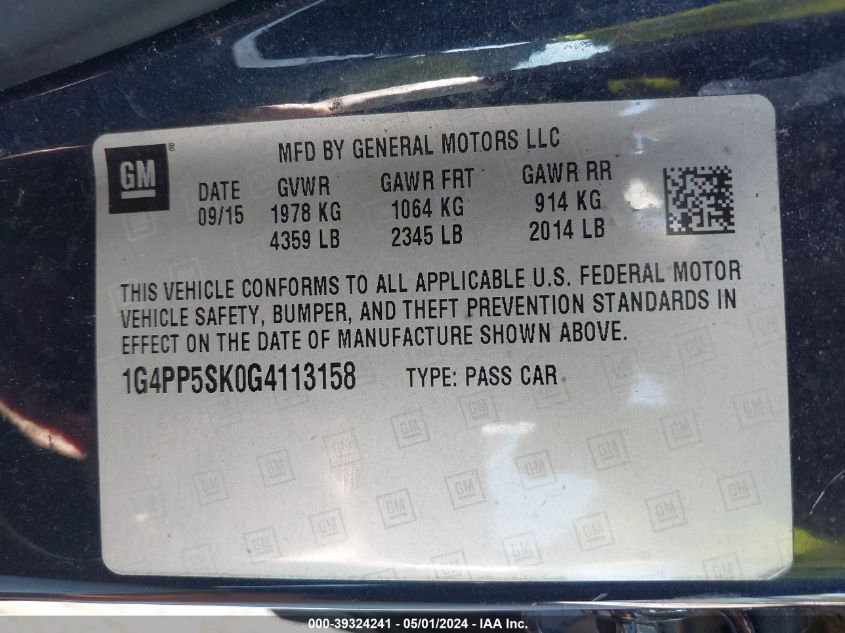 MFD BY GENERAL MOTORS LLC
GM ®
DATE GVWR GAWR FRT GAWR RR
09/15 1978 KG 1064 KG 914 KG
4359 LB 2345 LB 2014 LB
THIS VEHICLE CONFORMS TO ALL APPLICABLE U.S. FEDERAL MOTOR
VEHICLE SAFETY, BUMPER, AND THEFT PREVENTION STANDARDS IN
EFFECT ON THE DATE OF MANUFACTURE SHOWN ABOVE.
1G4PP5SK0G4113158 TYPE: PASS CAR
000-39324241 - 05/01/2024 - © IAA Inc.